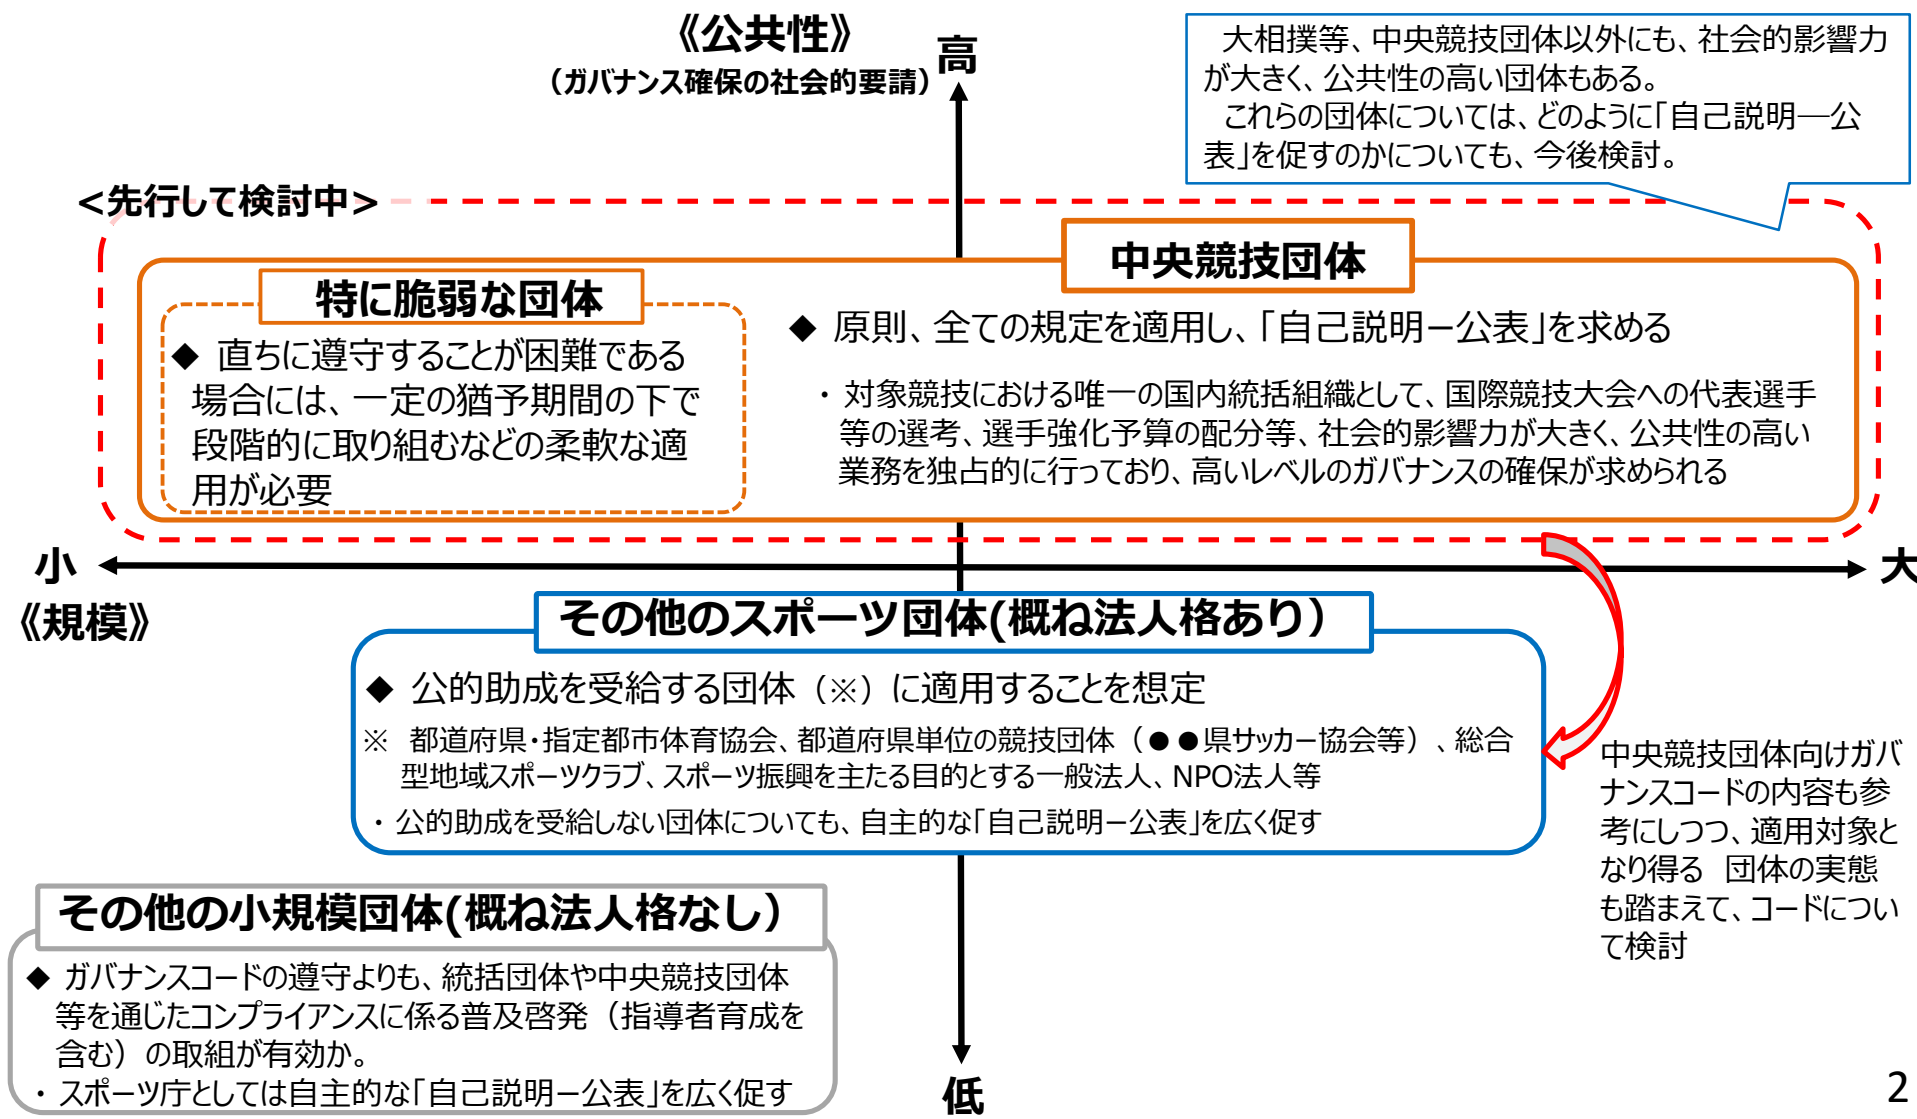 《公共性》
（ガバナンス確保の社会的要請）
高
大相撲等、中央競技団体以外にも、社会的影響力
が大きく、公共性の高い団体もある。
これらの団体については、どのように「自己説明―公
表」を促すのかについても、今後検討。
<先行して検討中>
中央競技団体
特に脆弱な団体
◆ 直ちに遵守することが困難である
場合には、一定の猶予期間の下で
段階的に取り組むなどの柔軟な適
用が必要
◆ 原則、全ての規定を適用し、「自己説明－公表」を求める
・ 対象競技における唯一の国内統括組織として、国際競技大会への代表選手
等の選考、選手強化予算の配分等、社会的影響力が大きく、公共性の高い
業務を独占的に行っており、高いレベルのガバナンスの確保が求められる
小
大
《規模》
その他のスポーツ団体(概ね法人格あり）
◆ 公的助成を受給する団体（※）に適用することを想定
※ 都道府県・指定都市体育協会、都道府県単位の競技団体（●●県サッカー協会等）、総合
型地域スポーツクラブ、スポーツ振興を主たる目的とする一般法人、NPO法人等
・ 公的助成を受給しない団体についても、自主的な「自己説明－公表」を広く促す
中央競技団体向けガバ
ナンスコードの内容も参
考にしつつ、適用対象と
なり得る 団体の実態
も踏まえて、コードについ
て検討
その他の小規模団体(概ね法人格なし）
◆ ガバナンスコードの遵守よりも、統括団体や中央競技団体
等を通じたコンプライアンスに係る普及啓発（指導者育成を
含む）の取組が有効か。
・ スポーツ庁としては自主的な「自己説明－公表」を広く促す
低
2